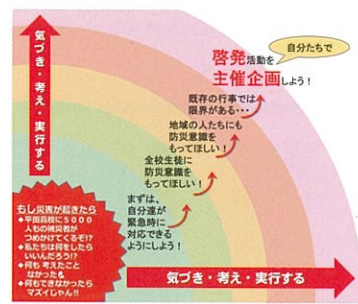 自分たちで
啓発活動を
主催企画しよう！
既存の行事では
限界がある・・・
地域の人たちにも
防災意識を
もってほしい！
全校生徒に
防災意識を
もってほしい！
まずは、
自分達が
緊急時に
対応できる
ようにしよう！
気づき・考え・実行する
もし災害が起きたら
◆平田高校に5000
人もの被災者が
つめかけてくるぞ!?
◆私たちは何をしたら
いいんだろう!?
◆何も考えたこと
なかった
◆何もできなかったら
マズイじゃん!!
気づき・考え・実行する